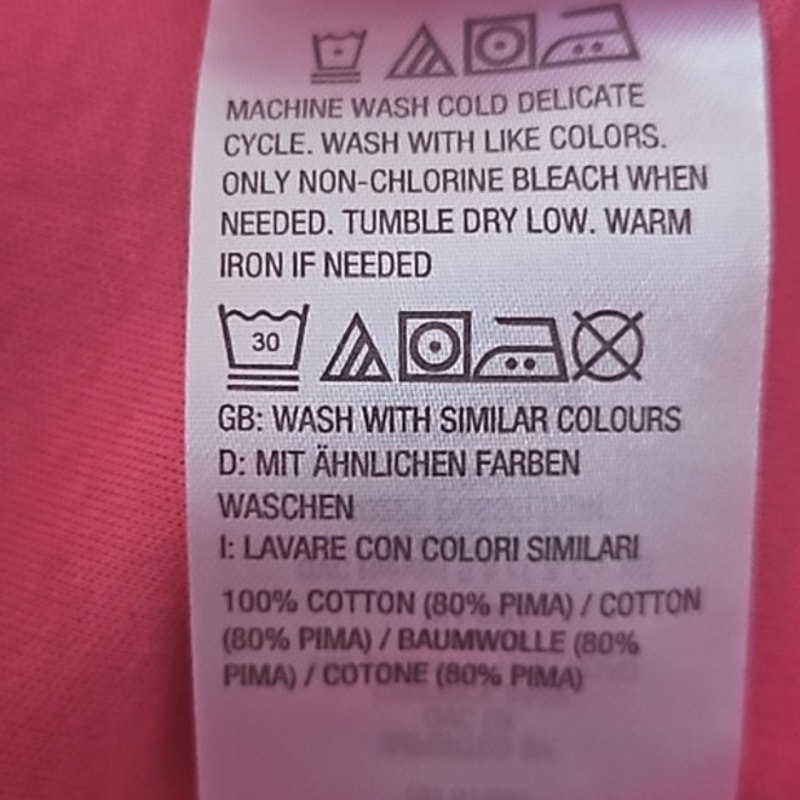 MACHINE WASH COLD DELICATE
CYCLE. WASH WITH LIKE COLORS.
ONLY NON-CHLORINE BLEACH WHEN
NEEDED. TUMBLE DRY LOW. WARM
IRON IF NEEDED
30
GB: WASH WITH SIMILAR COLOURS
D: MIT ÄHNLICHEN FARBEN
WASCHEN
I: LAVARE CON COLORI SIMILARI
100% COTTON (80% PIMA) / COTTON
(80% PIMA) / BAUMWOLLE (80%
PIMA) / COTONE (80% PIMA)